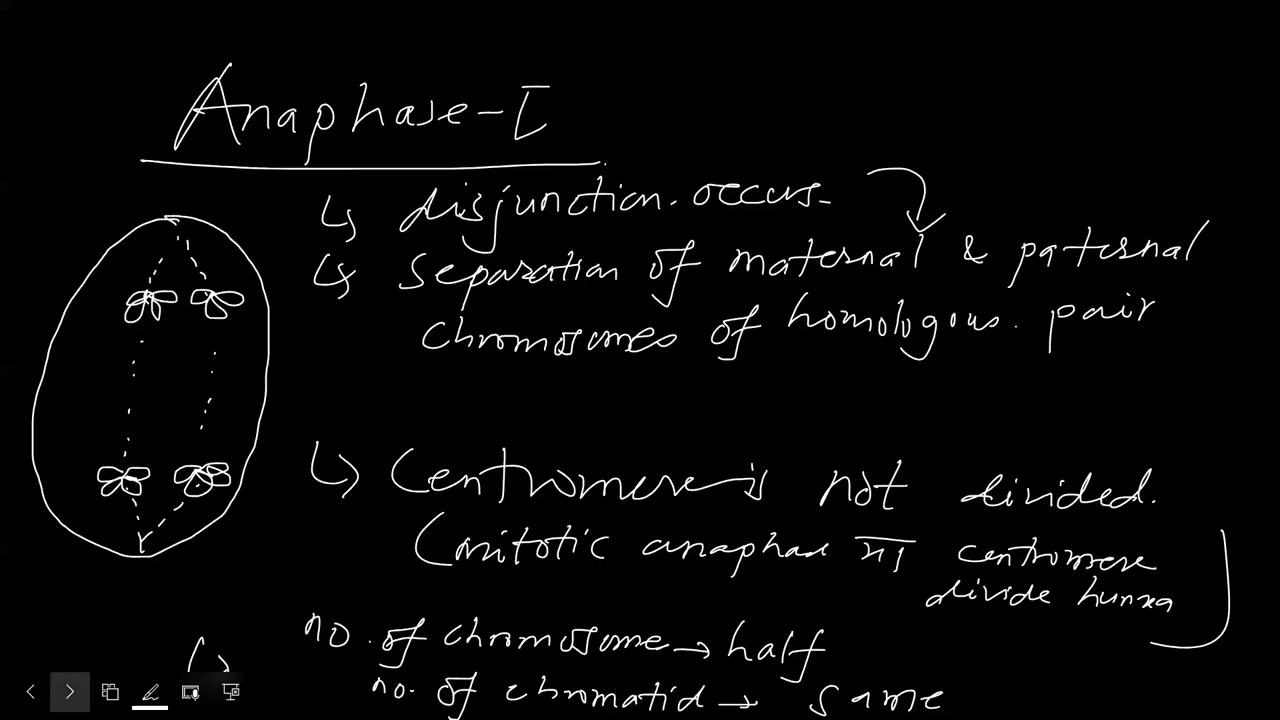 Anaphase-I
↳ disjunction. occurs.
↳ separation of maternal & paternal
chromosomes of homologous. pair
↳ Centromere is not divided.
(mitotic anaphase मा centromere
divide hunxa
no. of chromosome → half
no. of chromatid → same